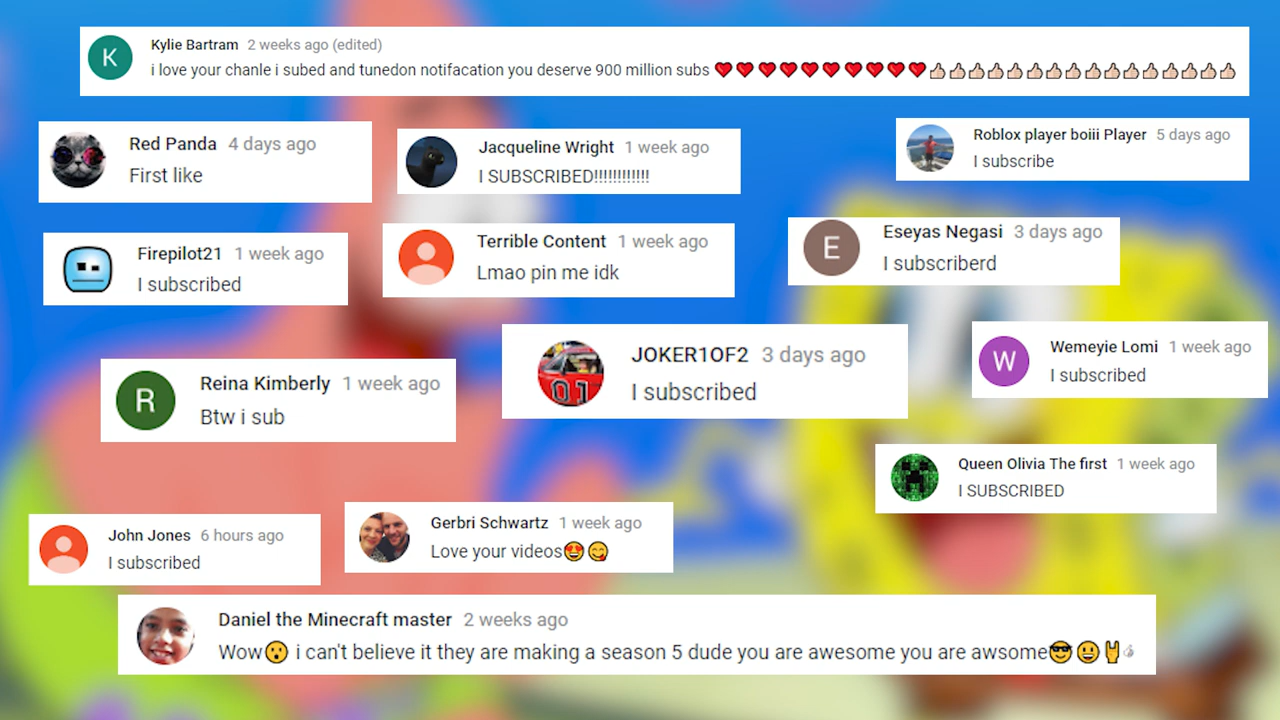 Kylie Bartram 2 weeks ago (edited)
i love your chanle i subed and tunedon notifacation you deserve 900 million subs ❤❤❤❤❤❤❤❤❤❤👍🏻👍🏻👍🏻👍🏻👍🏻👍🏻👍🏻👍🏻👍🏻👍🏻👍🏻👍🏻👍🏻👍🏻👍🏻👍🏻
K
Red Panda 4 days ago
First like
Jacqueline Wright 1 week ago
I SUBSCRIBED!!!!!!!!!!!!!
Roblox player boiii Player 5 days ago
I subscribe
Firepilot21 1 week ago
I subscribed
Terrible Content 1 week ago
Lmao pin me idk
E
Eseyas Negasi 3 days ago
I subscriberd
R
Reina Kimberly 1 week ago
Btw i sub
01
JOKER1OF2 3 days ago
I subscribed
W
Wemeyie Lomi 1 week ago
I subscribed
Queen Olivia The first 1 week ago
I SUBSCRIBED
John Jones 6 hours ago
I subscribed
Gerbri Schwartz 1 week ago
Love your videos😍😋
Daniel the Minecraft master 2 weeks ago
Wow😮 i can't believe it they are making a season 5 dude you are awesome you are awsome😎😃🤘💣